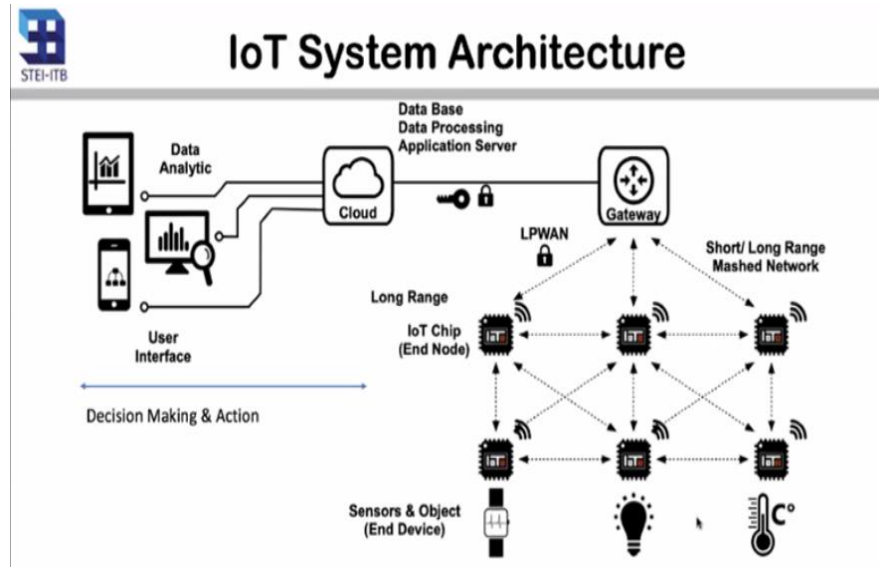 STEI-ITB
IoT System Architecture
Data Base
Data Processing
Application Server
Data
Analytic
Cloud
Gateway
LPWAN
Short/ Long Range
Mashed Network
Long Range
IoT Chip
(End Node)
User
Interface
Decision Making & Action
Sensors & Object
(End Device)
C°